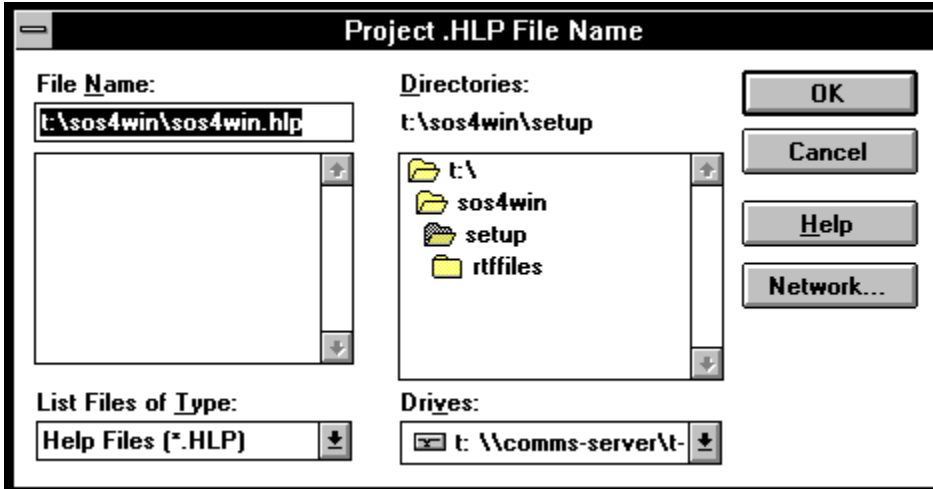 Project .HLP File Name
File Name:
t:\sos4win\sos4win.hlp
Directories:
t:\sos4win\setup
t:\
sos4win
setup
rtffiles
OK
Cancel
Help
Network...
List Files of Type:
Help Files (*.HLP)
Drives:
t: \\comms-server\t-